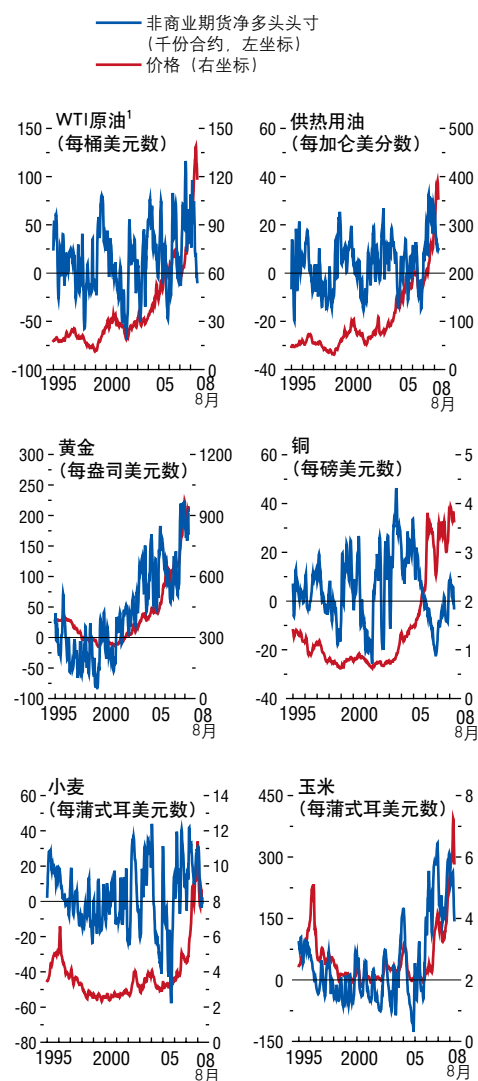 非商业期货净多头头寸
(千份合约，左坐标)
价格（右坐标）
WTI原油1
(每桶美元数)
150 100 50 0 -50 -100
150 120 90 60 30 0
1995 2000 05 08
8月
供热用油
(每加仑美分数)
60 40 20 0 -20 -40
500 400 300 200 100 0
1995 2000 05 08
8月
黄金
(每盎司美元数)
300 250 200 150 100 50 0 -50 -100
1200 900 600 300 0
1995 2000 05 08
8月
铜
(每磅美元数)
60 40 20 0 -20 -40
5 4 3 2 1 0
1995 2000 05 08
8月
小麦
(每蒲式耳美元数)
60 40 20 0 -20 -40 -60 -80
14 12 10 8 6 4 2 0
1995 2000 05 08
8月
玉米
(每蒲式耳美元数)
450 300 150 0 -150
8 6 4 2 0
1995 2000 05 08
8月